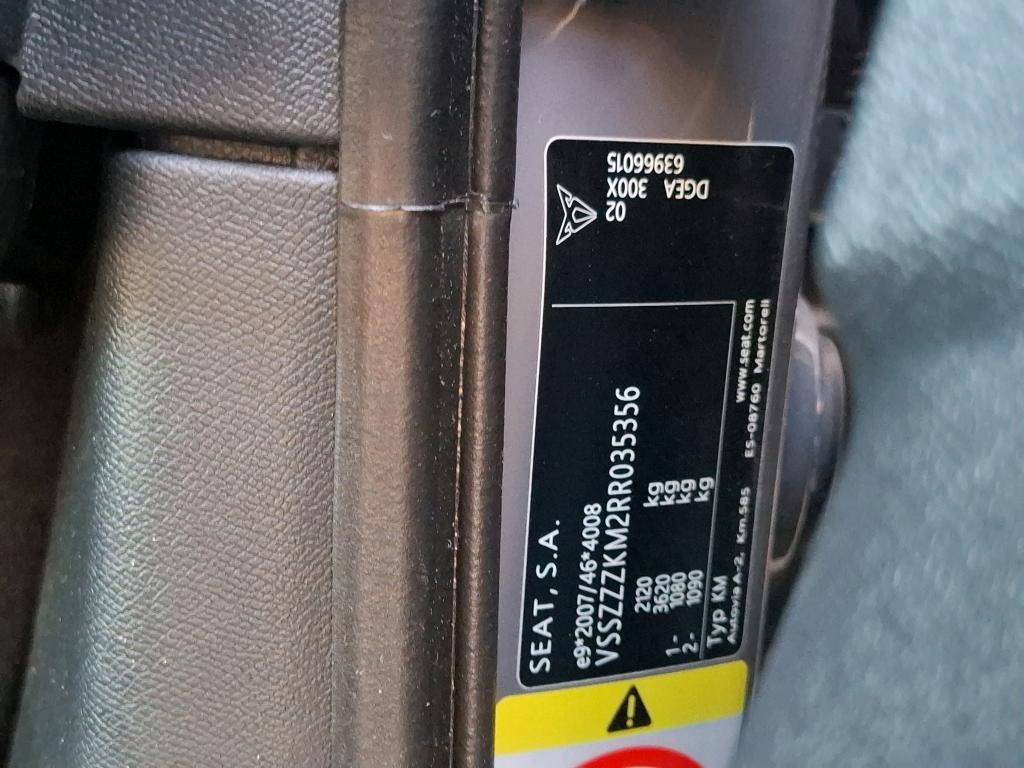 SEAT, S.A.
e9*2007/46*4008
VSSZZZKM2RR035356
2120 kg
3620 kg
1- 1080 kg
2- 1090 kg
Typ KM
Autovía A-2, Km.585 ES-08760 Martorell
www.seat.com
02
300X
DGEA 63966015